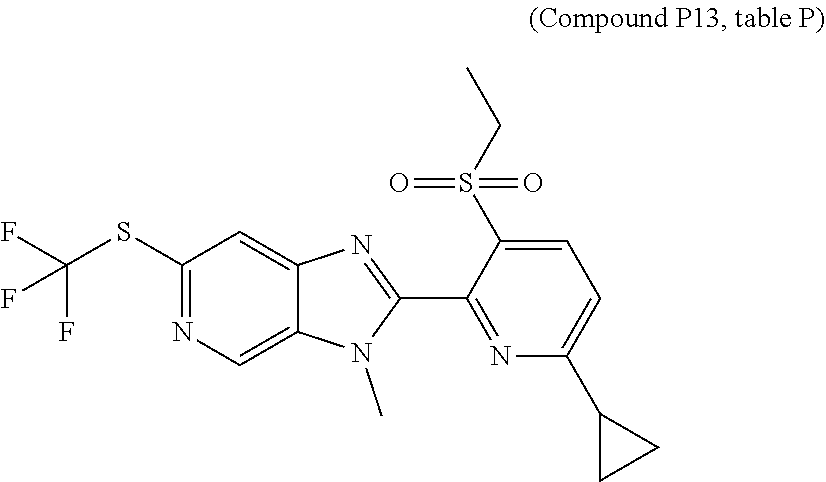 (Compound P13, table P)
O S O
F S N
F
F N N N